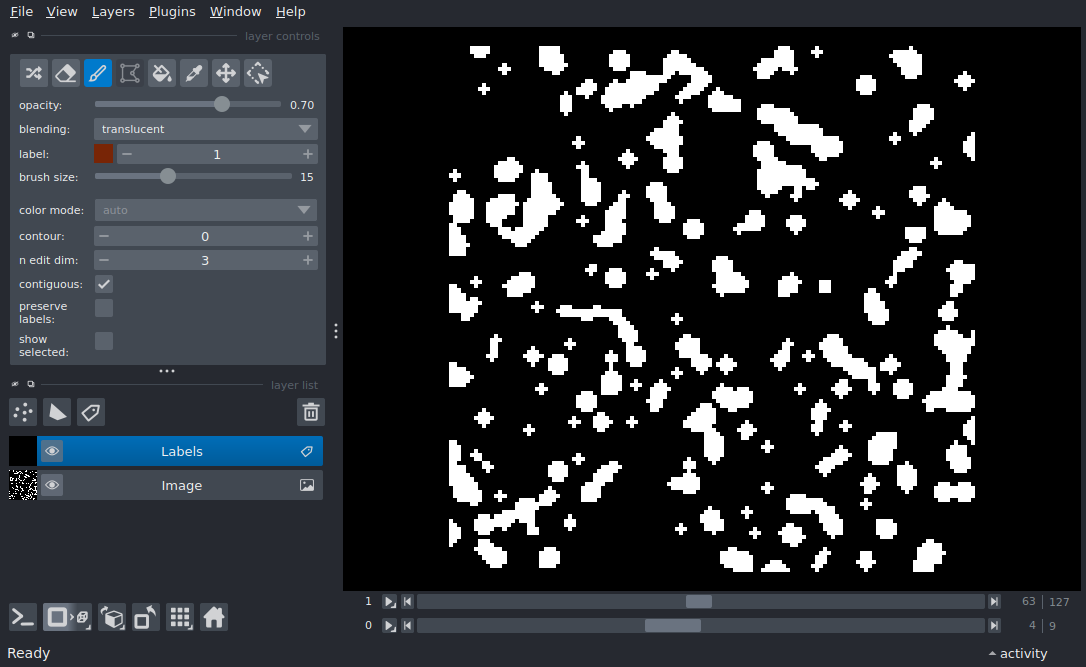 File View Layers Plugins Window Help
layer controls
opacity: 0.70
blending: translucent
label: 1
brush size: 15
color mode: auto
contour: 0
n edit dim: 3
contiguous:
preserve
labels:
show
selected:
layer list
Labels
Image
1 63 127
0 4 9
Ready activity